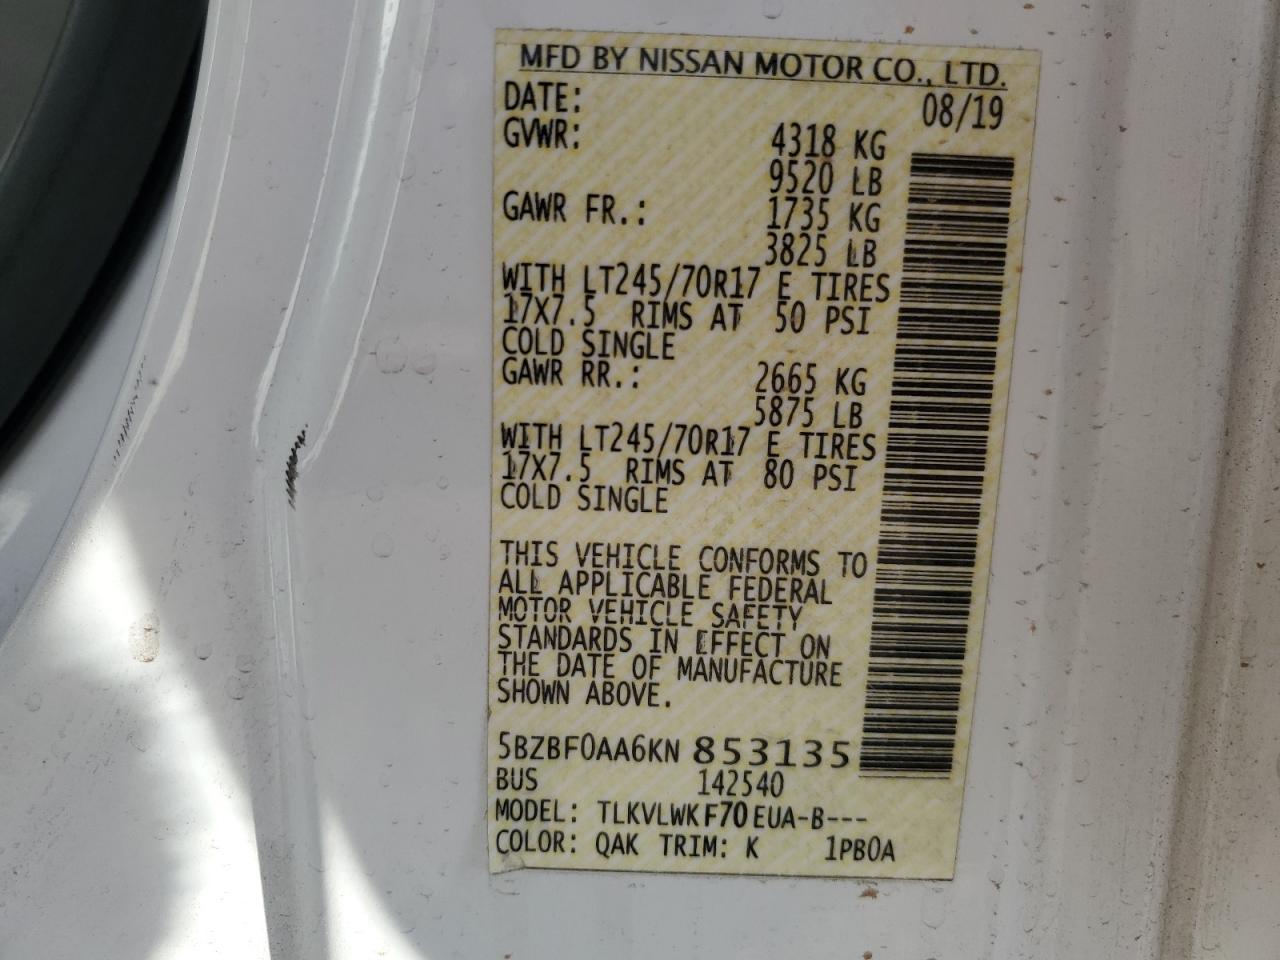 MFD BY NISSAN MOTOR CO., LTD.
DATE: 08/19
GVWR: 4318 KG
9520 LB
GAWR FR.: 1735 KG
3825 LB
WITH LT245/70R17 E TIRES
17X7.5 RIMS AT 50 PSI
COLD SINGLE
GAWR RR.: 2665 KG
5875 LB
WITH LT245/70R17 E TIRES
17X7.5 RIMS AT 80 PSI
COLD SINGLE
THIS VEHICLE CONFORMS TO
ALL APPLICABLE FEDERAL
MOTOR VEHICLE SAFETY
STANDARDS IN EFFECT ON
THE DATE OF MANUFACTURE
SHOWN ABOVE.
5BZBF0AA6KN 853135
BUS 142540
MODEL: TLKVLWKF70EUA-B---
COLOR: QAK TRIM: K 1PB0A